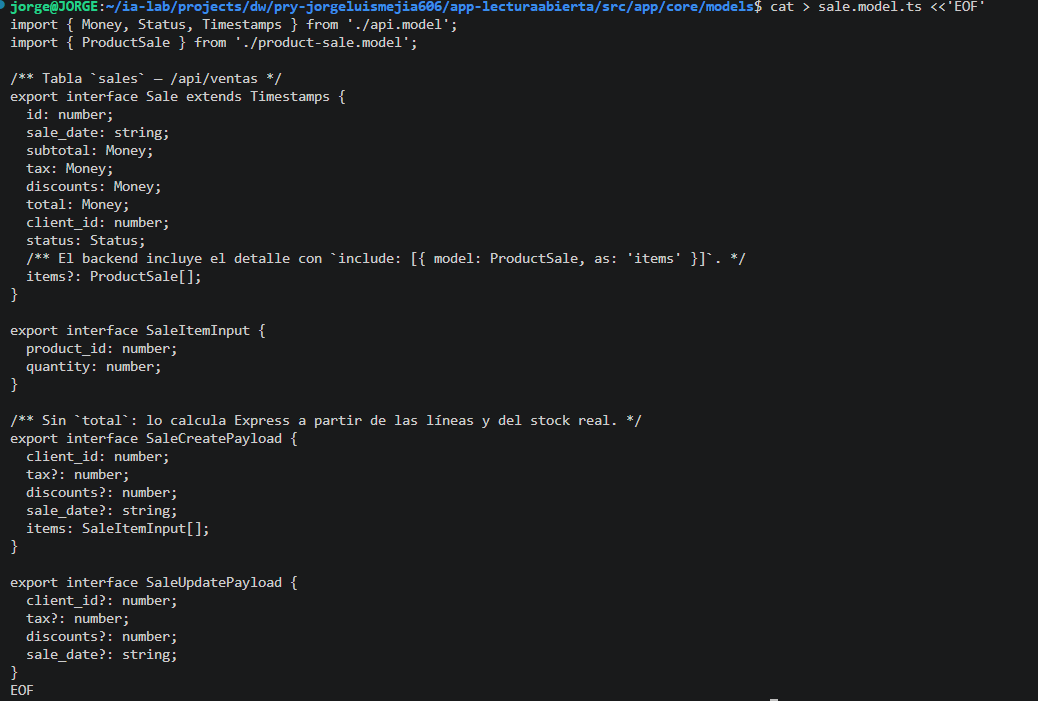 jorge@JORGE:~/ia-lab/projects/dw/pry-jorgeluismejia606/app-lecturaabierta/src/app/core/models$ cat > sale.model.ts <<'EOF'
import { Money, Status, Timestamps } from './api.model';
import { ProductSale } from './product-sale.model';

/** Tabla `sales` — /api/ventas */
export interface Sale extends Timestamps {
  id: number;
  sale_date: string;
  subtotal: Money;
  tax: Money;
  discounts: Money;
  total: Money;
  client_id: number;
  status: Status;
  /** El backend incluye el detalle con `include: [{ model: ProductSale, as: 'items' }]`. */
  items?: ProductSale[];
}

export interface SaleItemInput {
  product_id: number;
  quantity: number;
}

/** Sin `total`: lo calcula Express a partir de las líneas y del stock real. */
export interface SaleCreatePayload {
  client_id: number;
  tax?: number;
  discounts?: number;
  sale_date?: string;
  items: SaleItemInput[];
}

export interface SaleUpdatePayload {
  client_id?: number;
  tax?: number;
  discounts?: number;
  sale_date?: string;
}
EOF